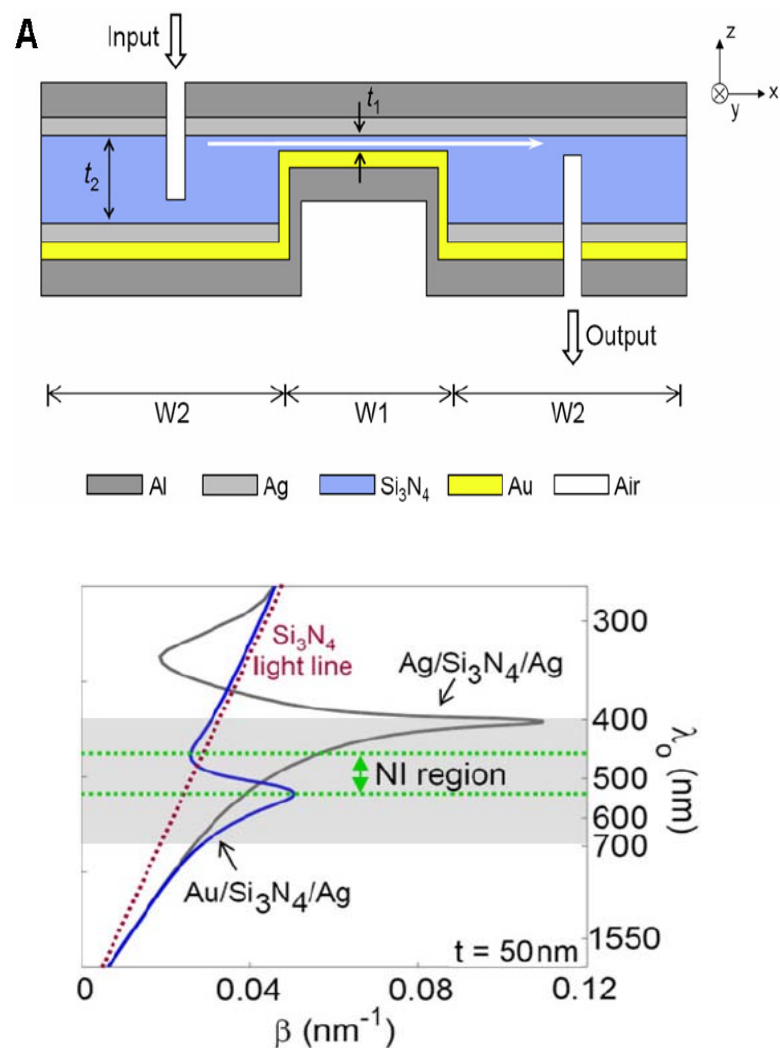 A
Input
z
x
y
t₁
t₂
Output
W2 W1 W2
Al Ag Si₃N₄ Au Air
Si₃N₄
light line
Ag/Si₃N₄/Ag
NI region
Au/Si₃N₄/Ag
t = 50nm
300
400
500
600
700
1550
λₒ (nm)
0 0.04 0.08 0.12
β (nm⁻¹)